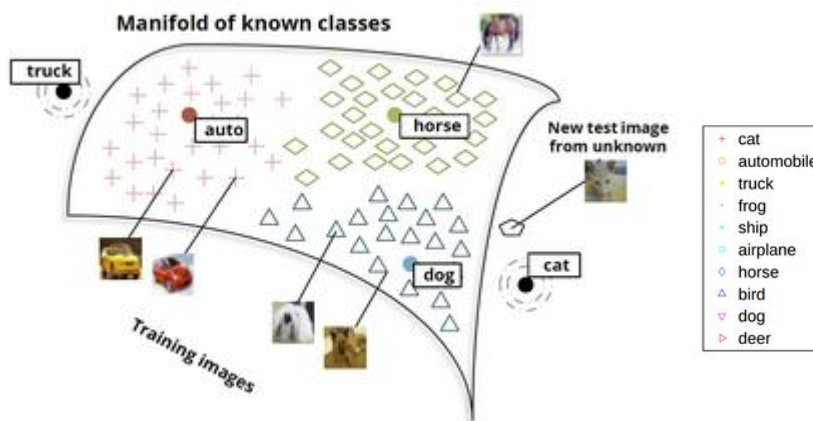 Manifold of known classes
truck
auto
horse
New test image
from unknown
cat
dog
Training images
cat
automobile
truck
frog
ship
airplane
horse
bird
dog
deer